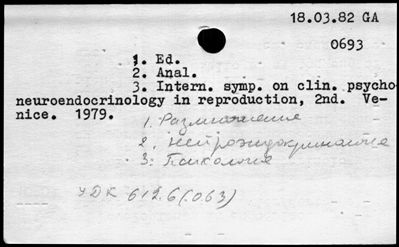 18.03.82 GA
0693
1. Ed.
2. Anal.
3. Intern. symp. on clin. psycho-
neuroendocrinology in reproduction, 2nd. Ve-
nice. 1979.
1. Размножение
2. Нейроэндокринология
3. Психология
УДК 612.6(063)